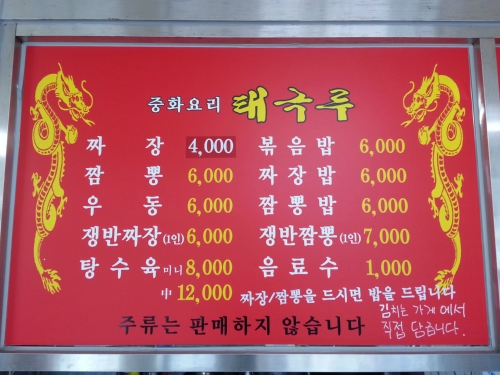 중화요리 태국루
짜장 4,000 볶음밥 6,000
짬뽕 6,000 짜장밥 6,000
우동 6,000 짬뽕밥 6,000
쟁반짜장(1인) 6,000 쟁반짬뽕(1인) 7,000
탕수육 미니 8,000 음료수 1,000
中 12,000 짜장/짬뽕을 드시면 밥을 드립니다
김치는 가게에서
직접 담습니다.
주류는 판매하지 않습니다